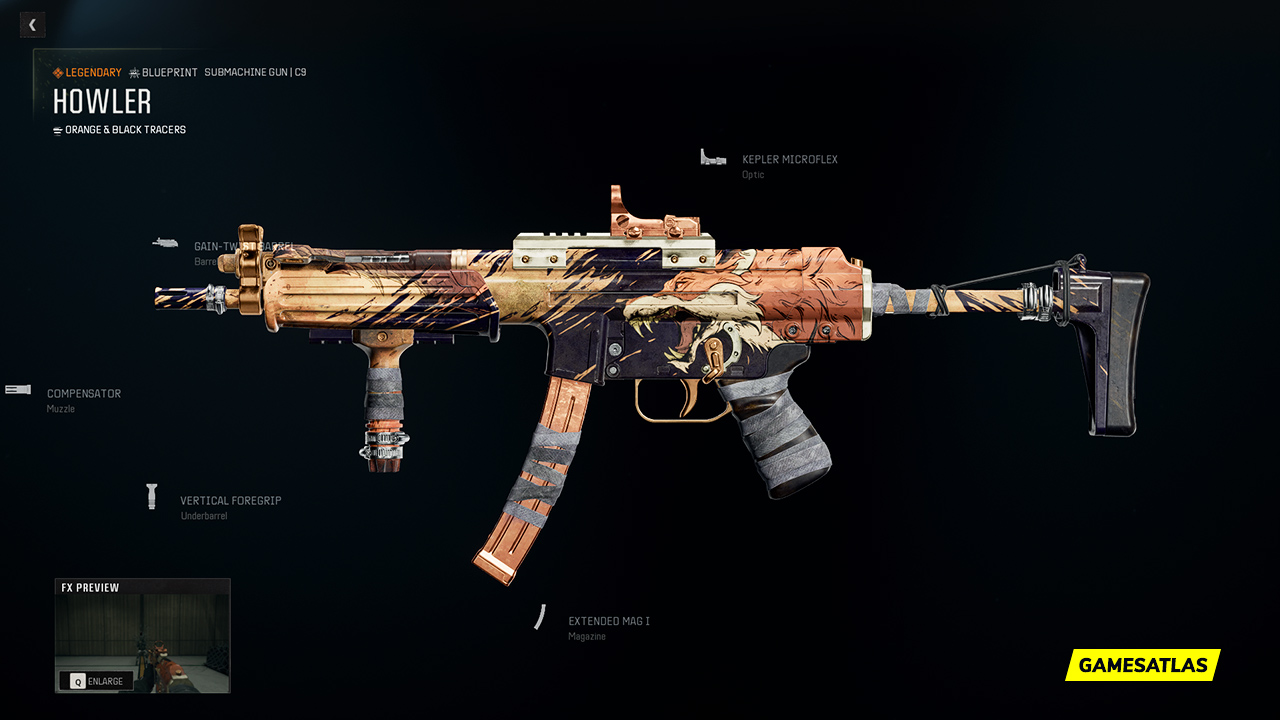 LEGENDARY BLUEPRINT SUBMACHINE GUN | C9
HOWLER
ORANGE & BLACK TRACERS
KEPLER MICROFLEX
Optic
GAIN-TWIST BARREL
Barrel
COMPENSATOR
Muzzle
VERTICAL FOREGRIP
Underbarrel
FX PREVIEW
Q ENLARGE
EXTENDED MAG I
Magazine
GAMESATLAS